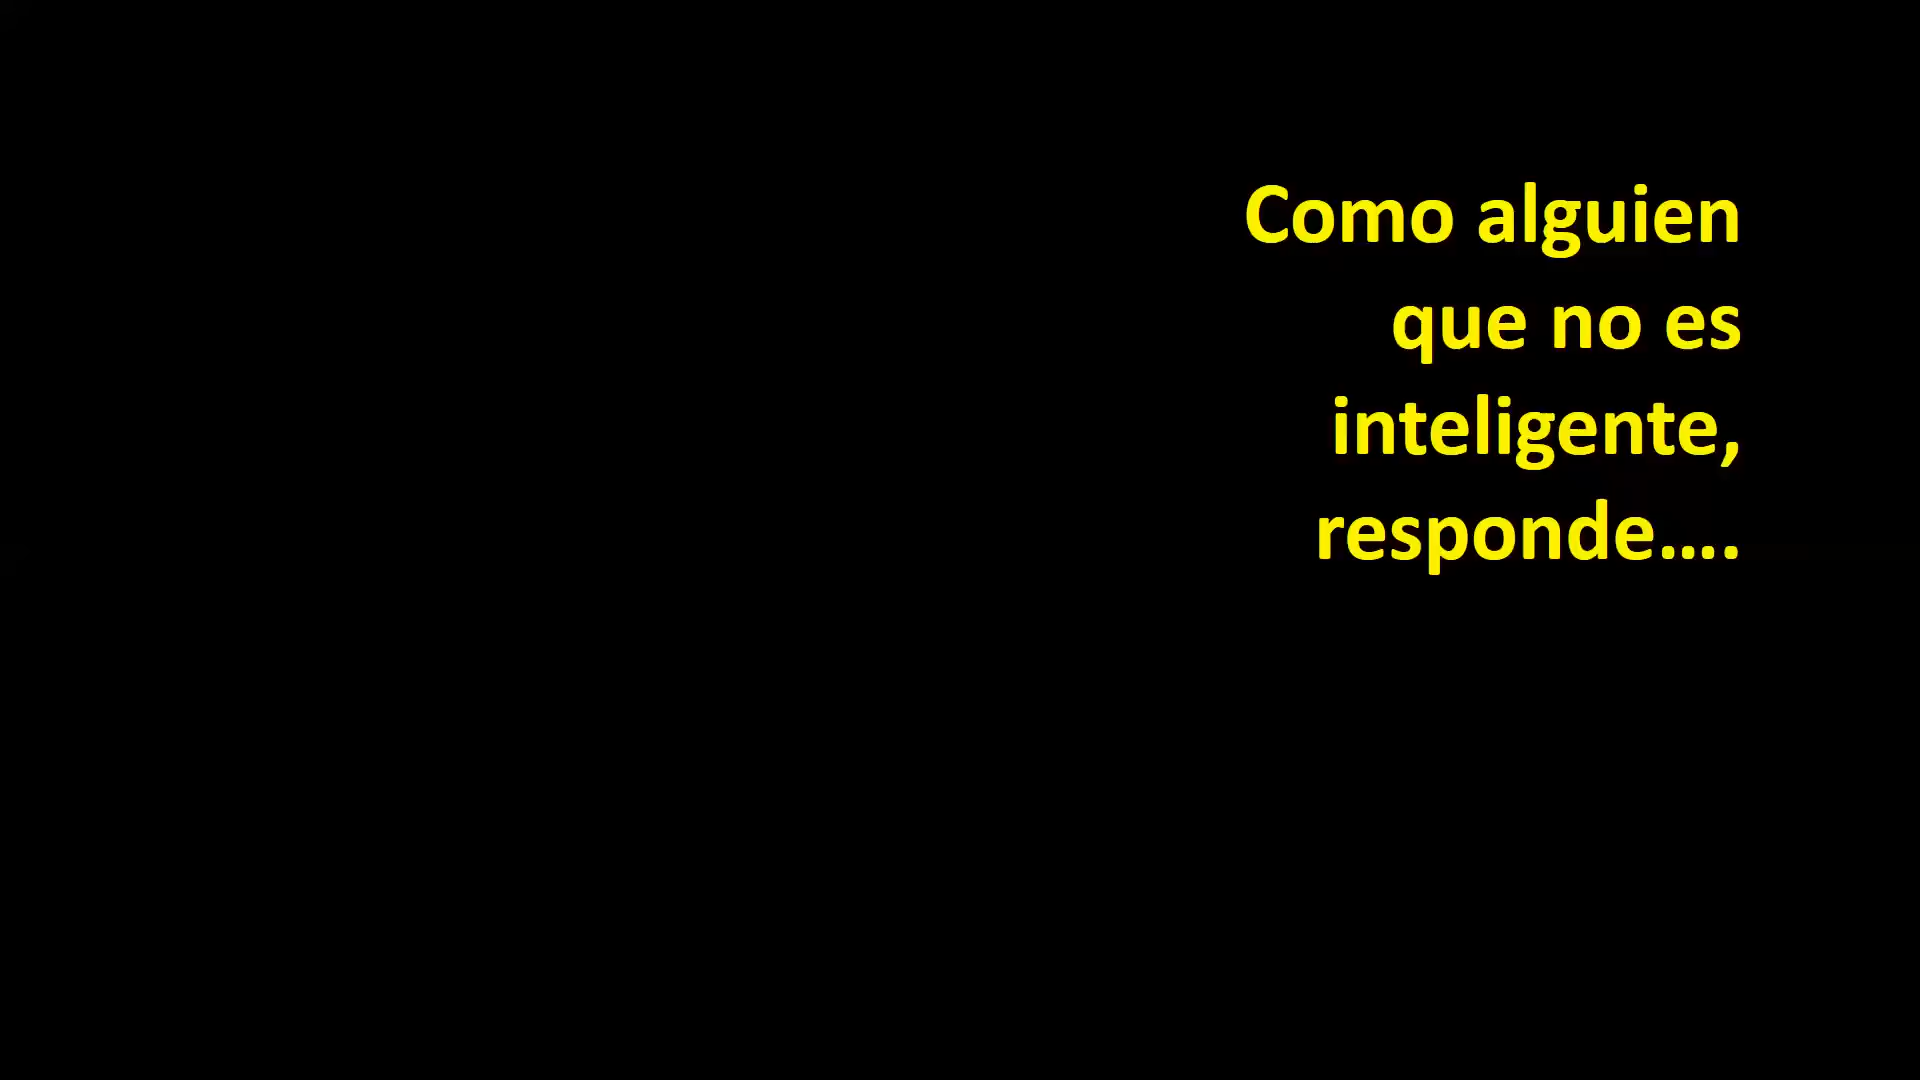 Como alguien
que no es
inteligente,
responde....